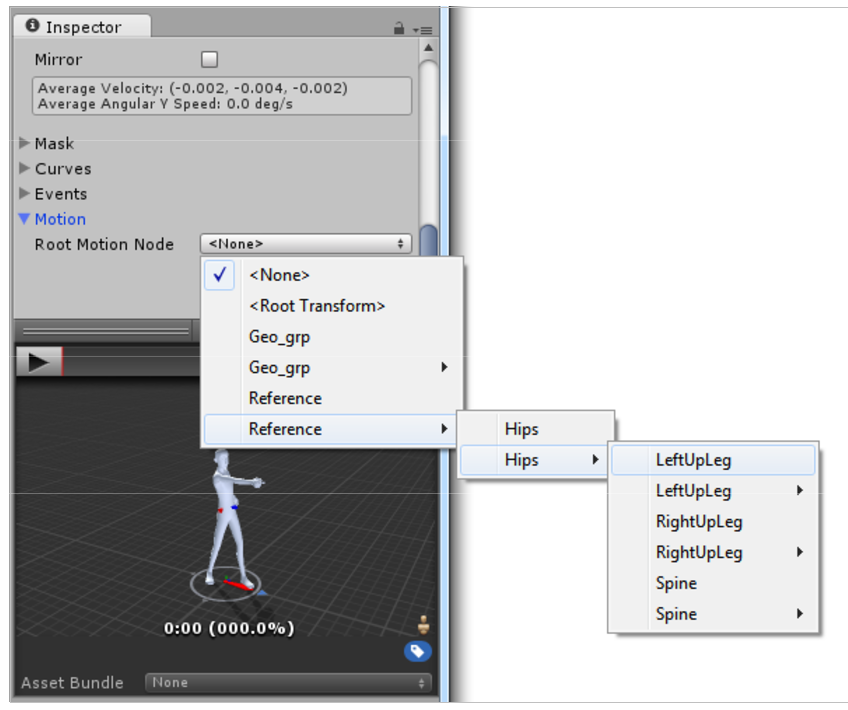 Inspector
Mirror
Average Velocity: (-0.002, -0.004, -0.002)
Average Angular Y Speed: 0.0 deg/s
Mask
Curves
Events
Motion
Root Motion Node <None>
<None>
<Root Transform>
Geo_grp
Geo_grp
Reference
Reference
Hips
Hips
LeftUpLeg
LeftUpLeg
RightUpLeg
RightUpLeg
Spine
Spine
0:00 (000.0%)
Asset Bundle None